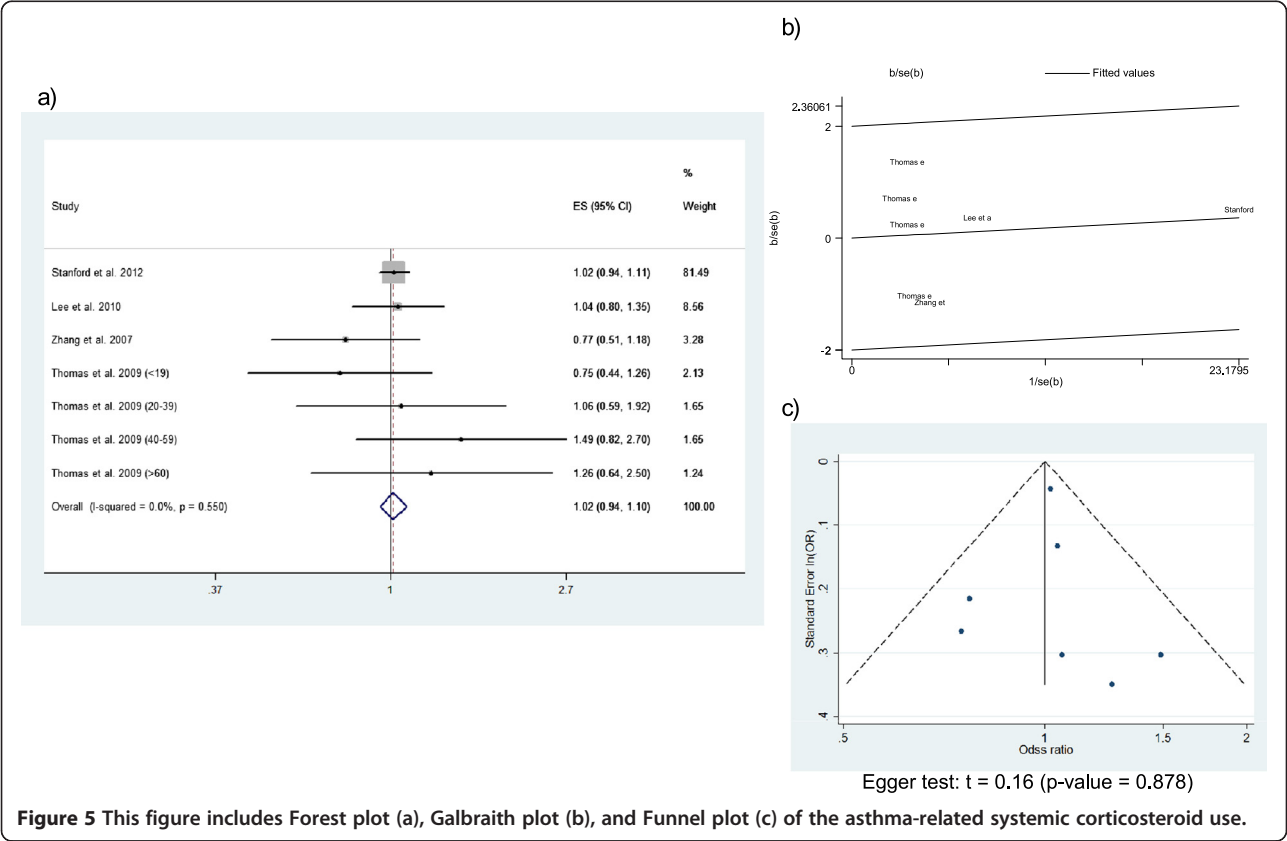 a)
%
Study ES (95% CI) Weight
Stanford et al. 2012 1.02 (0.94, 1.11) 81.49
Lee et al. 2010 1.04 (0.80, 1.35) 8.56
Zhang et al. 2007 0.77 (0.51, 1.18) 3.28
Thomas et al. 2009 (<19) 0.75 (0.44, 1.26) 2.13
Thomas et al. 2009 (20-39) 1.06 (0.59, 1.92) 1.65
Thomas et al. 2009 (40-59) 1.49 (0.82, 2.70) 1.65
Thomas et al. 2009 (>60) 1.26 (0.64, 2.50) 1.24
Overall (I-squared = 0.0%, p = 0.550) 1.02 (0.94, 1.10) 100.00
.37 1 2.7
b)
b/se(b) Fitted values
2.36061
2
Thomas e
Thomas e
Thomas e
Lee et a
Stanford
0
b/se(b)
Thomas e
Zhang et
-2
0 23.1795
1/se(b)
c)
0
.1
.2
.3
.4
Standard Error ln(OR)
.5 1 1.5 2
Odss ratio
Egger test: t = 0.16 (p-value = 0.878)
Figure 5 This figure includes Forest plot (a), Galbraith plot (b), and Funnel plot (c) of the asthma-related systemic corticosteroid use.